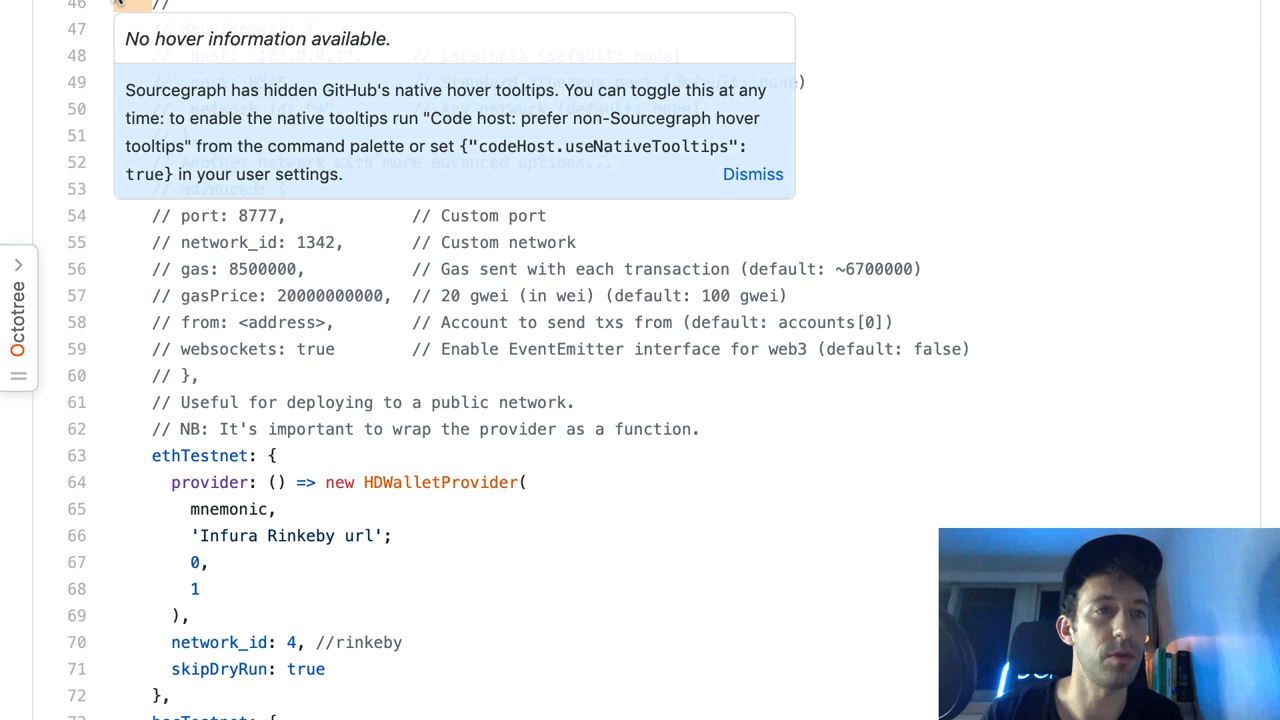 46 //
No hover information available.
Sourcegraph has hidden GitHub's native hover tooltips. You can toggle this at any
time: to enable the native tooltips run "Code host: prefer non-Sourcegraph hover
tooltips" from the command palette or set {"codeHost.useNativeTooltips":
true} in your user settings.
Dismiss
47
48
49 )
50
51
52
53
54 // port: 8777, // Custom port
55 // network_id: 1342, // Custom network
56 // gas: 8500000, // Gas sent with each transaction (default: ~6700000)
57 // gasPrice: 20000000000, // 20 gwei (in wei) (default: 100 gwei)
58 // from: <address>, // Account to send txs from (default: accounts[0])
59 // websockets: true // Enable EventEmitter interface for web3 (default: false)
60 // },
61 // Useful for deploying to a public network.
62 // NB: It's important to wrap the provider as a function.
63 ethTestnet: {
64 provider: () => new HDWalletProvider(
65 mnemonic,
66 'Infura Rinkeby url';
67 0,
68 1
69 ),
70 network_id: 4, //rinkeby
71 skipDryRun: true
72 },
Octotree